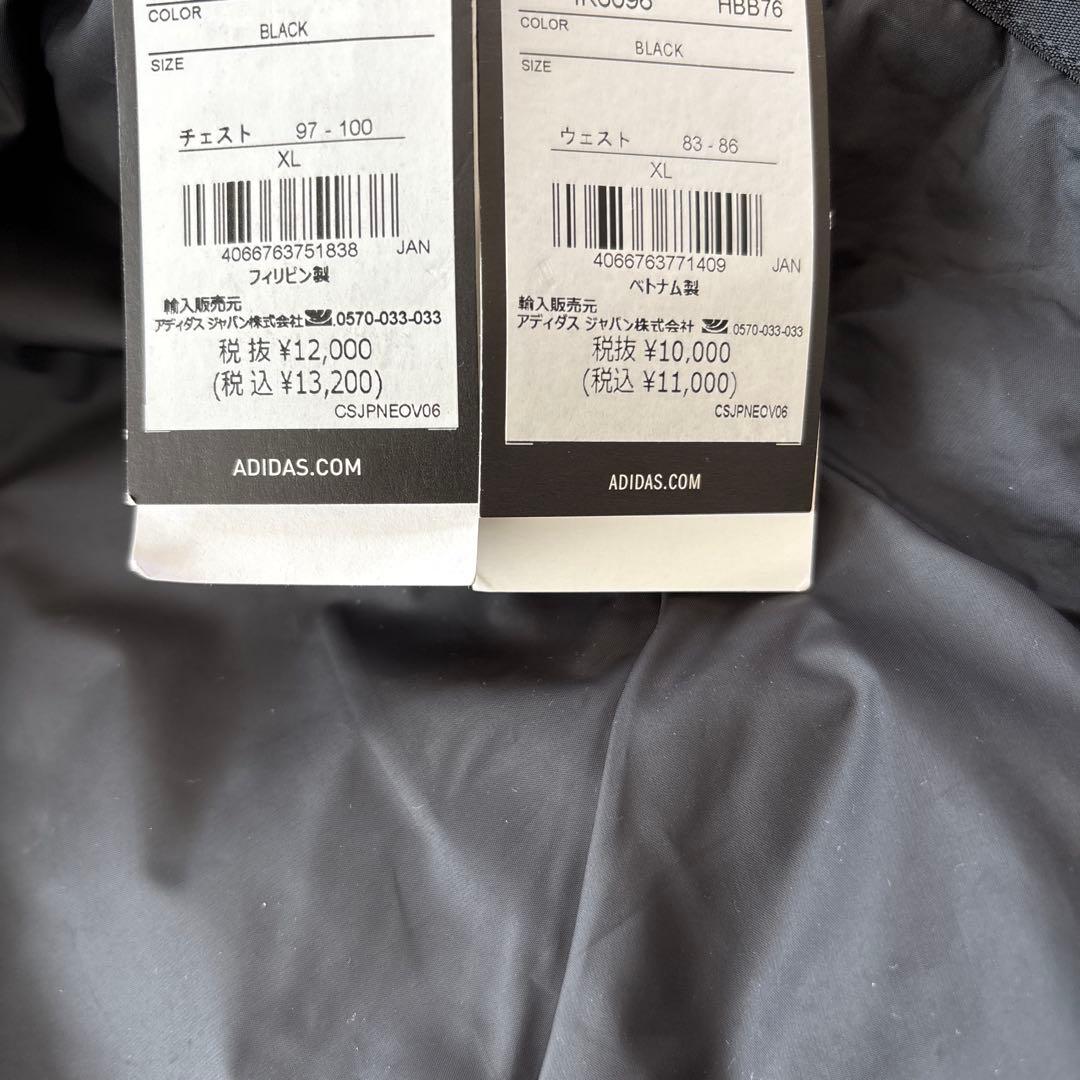 COLOR
BLACK
SIZE
チェスト 97 - 100
XL
4066763751838 JAN
フィリピン製
輸入販売元
アディダス ジャパン株式会社 0570-033-033
税 抜 ¥12,000
(税 込 ¥13,200)
CSJPNEOV06
ADIDAS.COM
HBB76
COLOR
BLACK
SIZE
ウェスト 83 - 86
XL
4066763771409 JAN
ベトナム製
輸入販売元
アディダス ジャパン株式会社 0570-033-033
税抜 ¥10,000
(税込 ¥11,000)
CSJPNEOV06
ADIDAS.COM